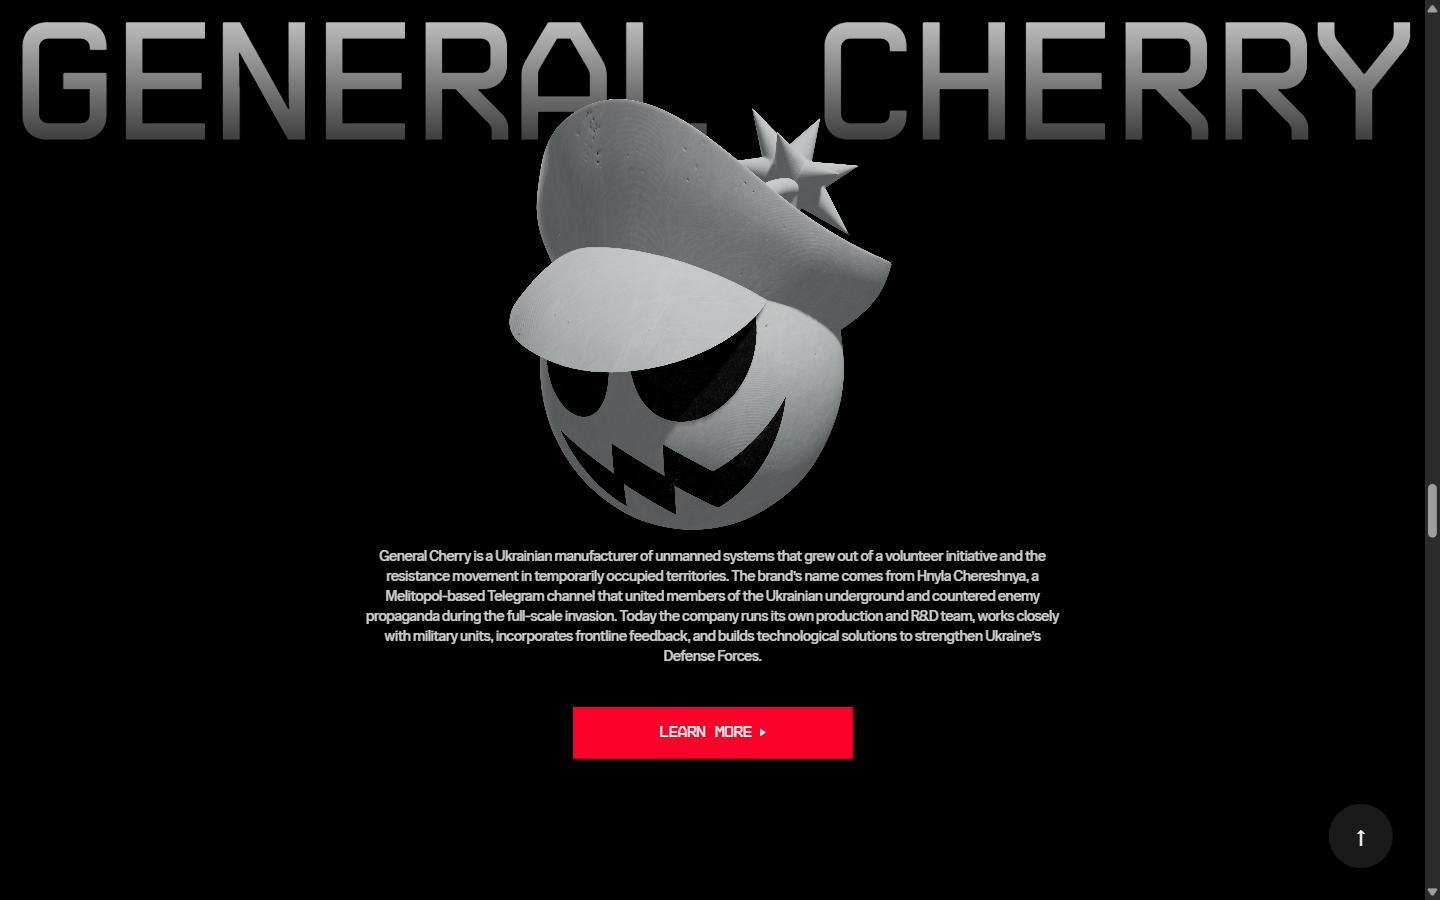 GENERAL CHERRY
General Cherry is a Ukrainian manufacturer of unmanned systems that grew out of a volunteer initiative and the
resistance movement in temporarily occupied territories. The brand's name comes from Hnyla Chereshnya, a
Melitopol-based Telegram channel that united members of the Ukrainian underground and countered enemy
propaganda during the full-scale invasion. Today the company runs its own production and R&D team, works closely
with military units, incorporates frontline feedback, and builds technological solutions to strengthen Ukraine's
Defense Forces.
LEARN MORE